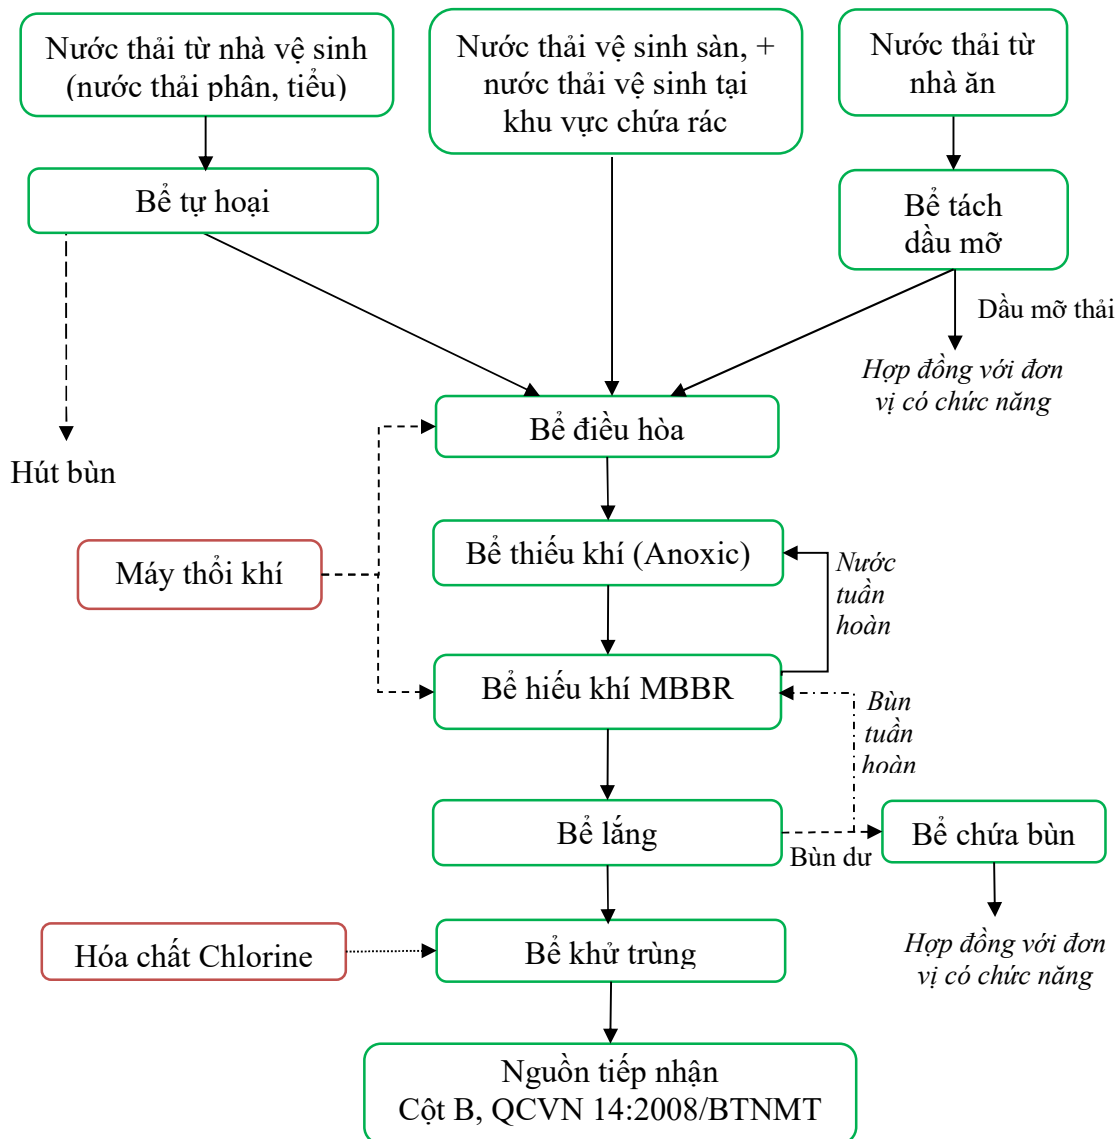 Nước thải từ nhà vệ sinh
(nước thải phân, tiểu)
Nước thải vệ sinh sàn, +
nước thải vệ sinh tại
khu vực chứa rác
Nước thải từ
nhà ăn
Bể tự hoại
Bể tách
dầu mỡ
Dầu mỡ thải
Hợp đồng với đơn
vị có chức năng
Bể điều hòa
Hút bùn
Bể thiếu khí (Anoxic)
Máy thổi khí
Nước
tuần
hoàn
Bể hiếu khí MBBR
Bùn
tuần
hoàn
Bể lắng
Bùn dư
Bể chứa bùn
Hóa chất Chlorine
Bể khử trùng
Hợp đồng với đơn
vị có chức năng
Nguồn tiếp nhận
Cột B, QCVN 14:2008/BTNMT